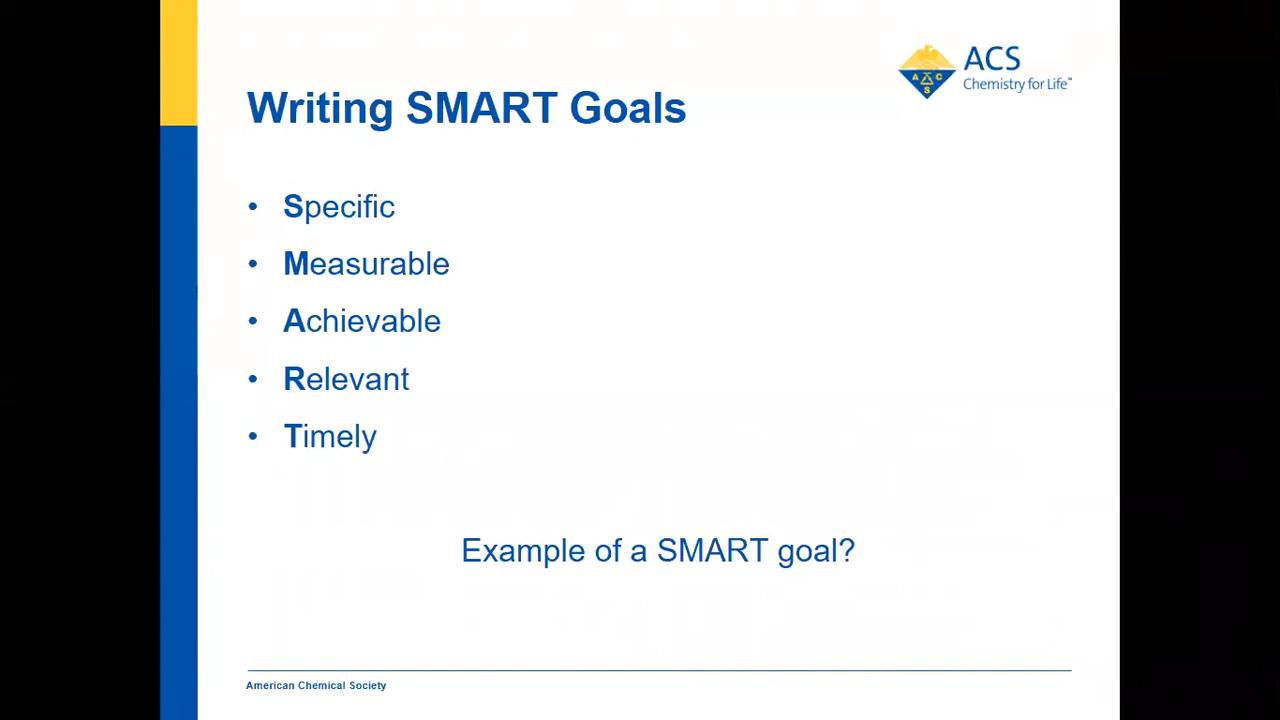 ACS
Chemistry for Life™
A C S
Writing SMART Goals
• Specific
• Measurable
• Achievable
• Relevant
• Timely
Example of a SMART goal?
American Chemical Society